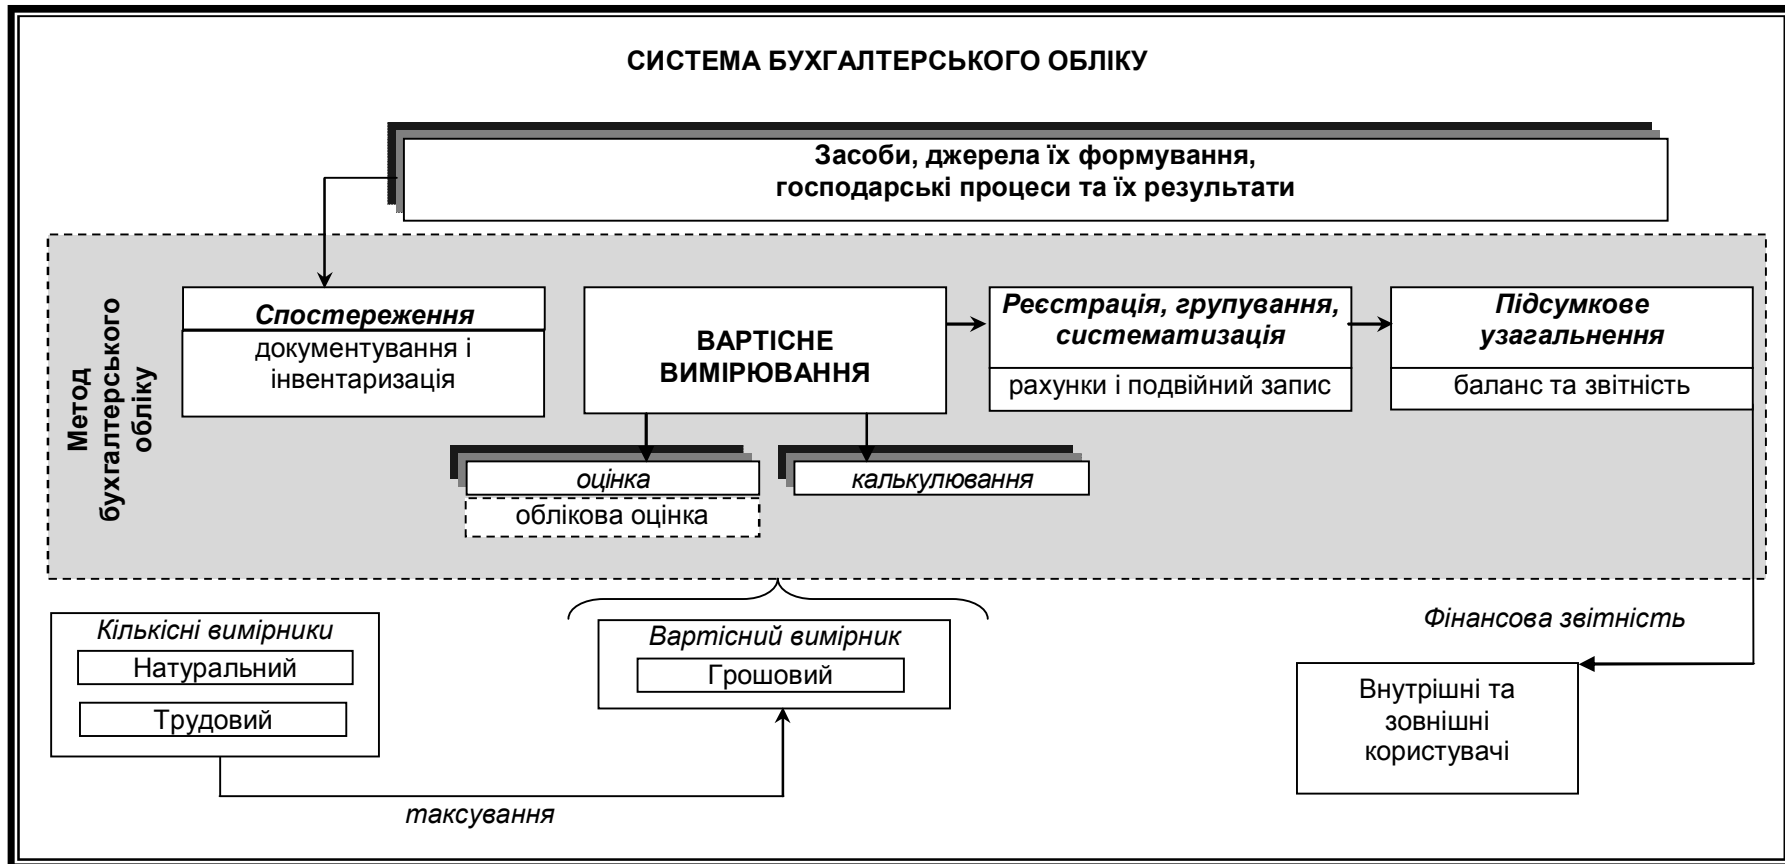 СИСТЕМА БУХГАЛТЕРСЬКОГО ОБЛІКУ
Засоби, джерела їх формування,
господарські процеси та їх результати
Метод
бухгалтерського
обліку
Спостереження
документування і
інвентаризація
ВАРТІСНЕ
ВИМІРЮВАННЯ
Реєстрація, групування,
систематизація
рахунки і подвійний запис
Підсумкове
узагальнення
баланс та звітність
оцінка
облікова оцінка
калькулювання
Кількісні вимірники
Натуральний
Трудовий
Вартісний вимірник
Грошовий
Фінансова звітність
Внутрішні та
зовнішні
користувачі
таксування